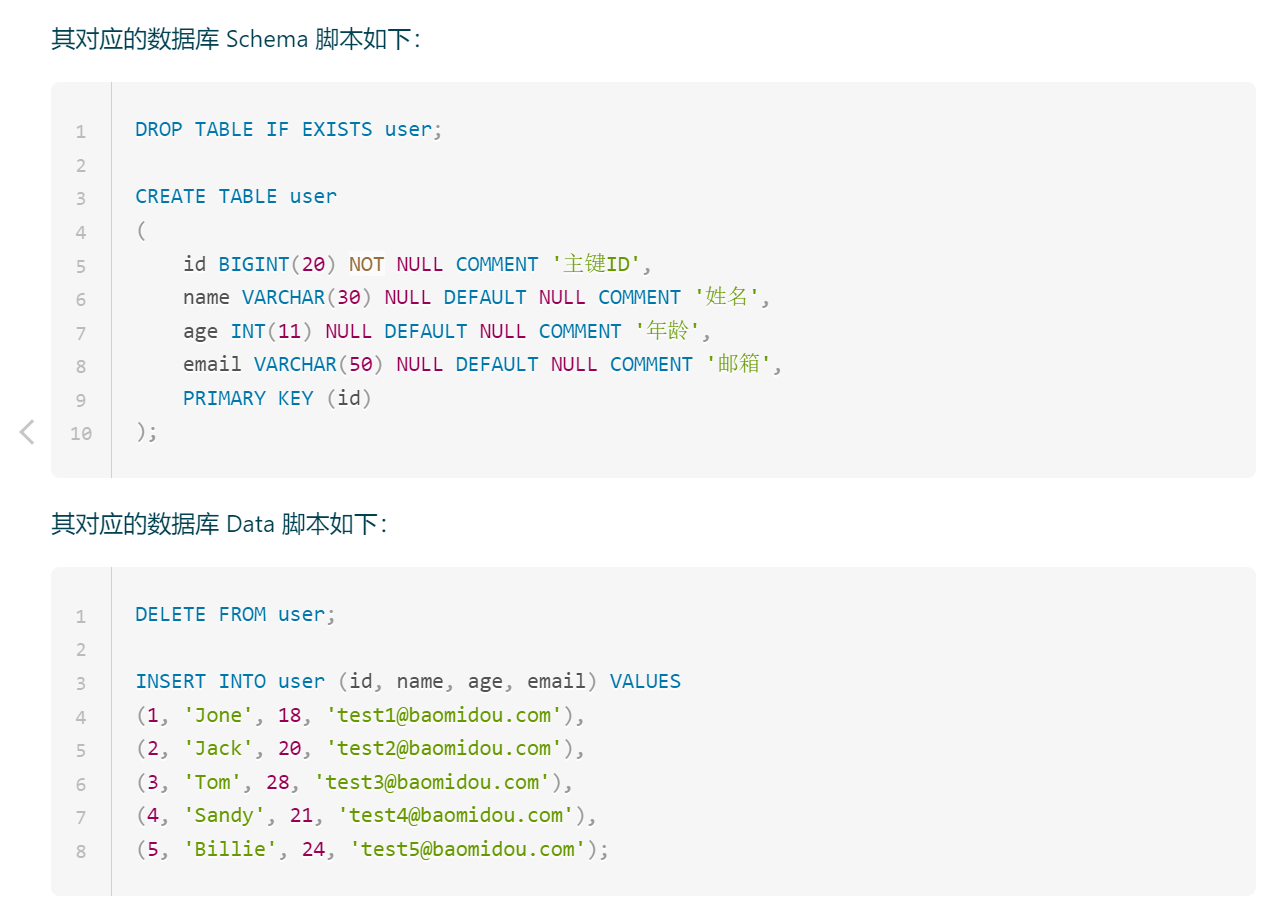 其对应的数据库 Schema 脚本如下：
1 DROP TABLE IF EXISTS user;
2
3 CREATE TABLE user
4 (
5     id BIGINT(20) NOT NULL COMMENT '主键ID',
6     name VARCHAR(30) NULL DEFAULT NULL COMMENT '姓名',
7     age INT(11) NULL DEFAULT NULL COMMENT '年龄',
8     email VARCHAR(50) NULL DEFAULT NULL COMMENT '邮箱',
9     PRIMARY KEY (id)
10 );
其对应的数据库 Data 脚本如下：
1 DELETE FROM user;
2
3 INSERT INTO user (id, name, age, email) VALUES
4 (1, 'Jone', 18, 'test1@baomidou.com'),
5 (2, 'Jack', 20, 'test2@baomidou.com'),
6 (3, 'Tom', 28, 'test3@baomidou.com'),
7 (4, 'Sandy', 21, 'test4@baomidou.com'),
8 (5, 'Billie', 24, 'test5@baomidou.com');